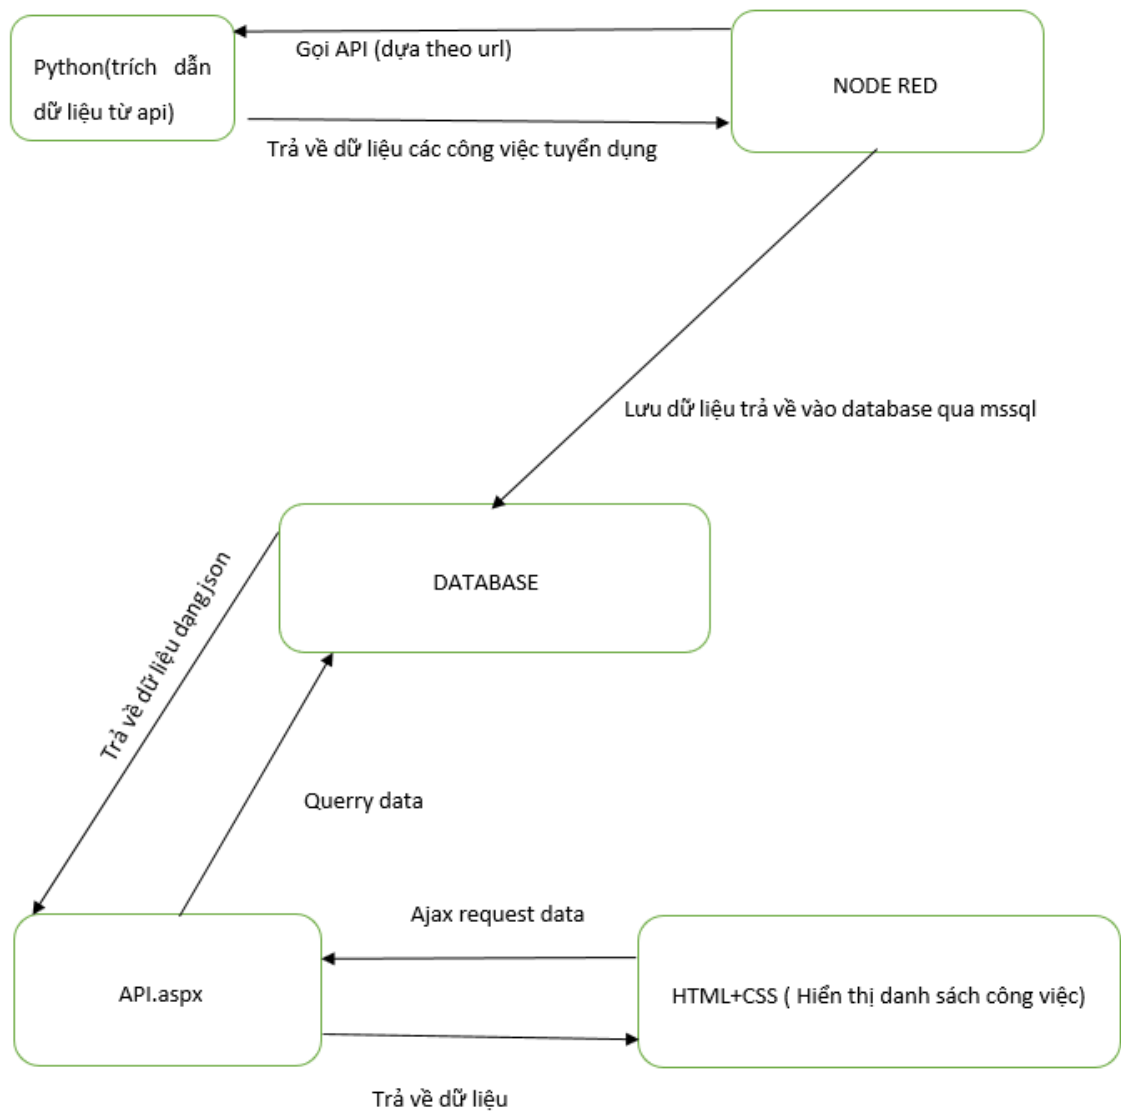 Gọi API (dựa theo url)
Python(trích dẫn
dữ liệu từ api)
NODE RED
Trả về dữ liệu các công việc tuyển dụng
Lưu dữ liệu trả về vào database qua mssql
DATABASE
Trả về dữ liệu dạng json
Querry data
Ajax request data
API.aspx
HTML+CSS ( Hiển thị danh sách công việc)
Trả về dữ liệu